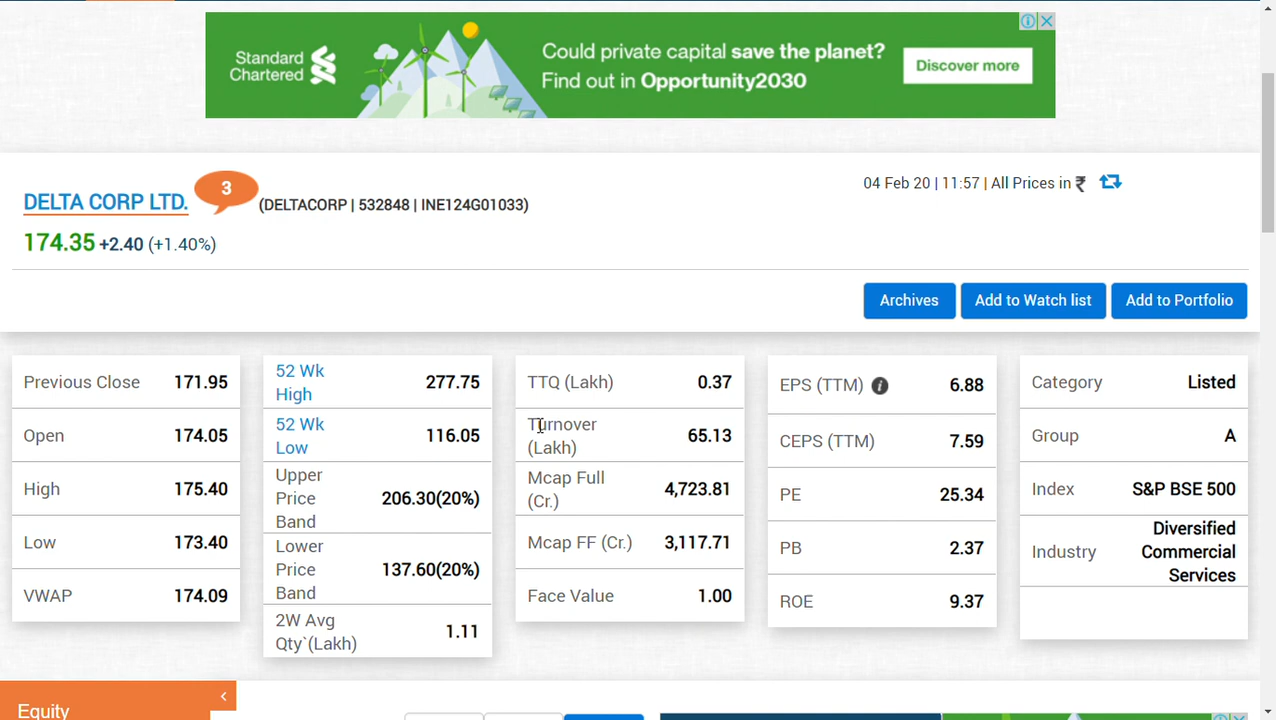 Standard
Chartered
Could private capital save the planet?
Find out in Opportunity2030
Discover more
DELTA CORP LTD.
3
(DELTACORP | 532848 | INE124G01033)
04 Feb 20 | 11:57 | All Prices in ₹
174.35 +2.40 (+1.40%)
Archives
Add to Watch list
Add to Portfolio
Previous Close 171.95
Open 174.05
High 175.40
Low 173.40
VWAP 174.09
52 Wk
High 277.75
52 Wk
Low 116.05
Upper
Price
Band 206.30(20%)
Lower
Price
Band 137.60(20%)
2W Avg
Qty`(Lakh) 1.11
TTQ (Lakh) 0.37
Turnover
(Lakh) 65.13
Mcap Full
(Cr.) 4,723.81
Mcap FF (Cr.) 3,117.71
Face Value 1.00
EPS (TTM) i 6.88
CEPS (TTM) 7.59
PE 25.34
PB 2.37
ROE 9.37
Category Listed
Group A
Index S&P BSE 500
Industry Diversified
Commercial
Services
Equity